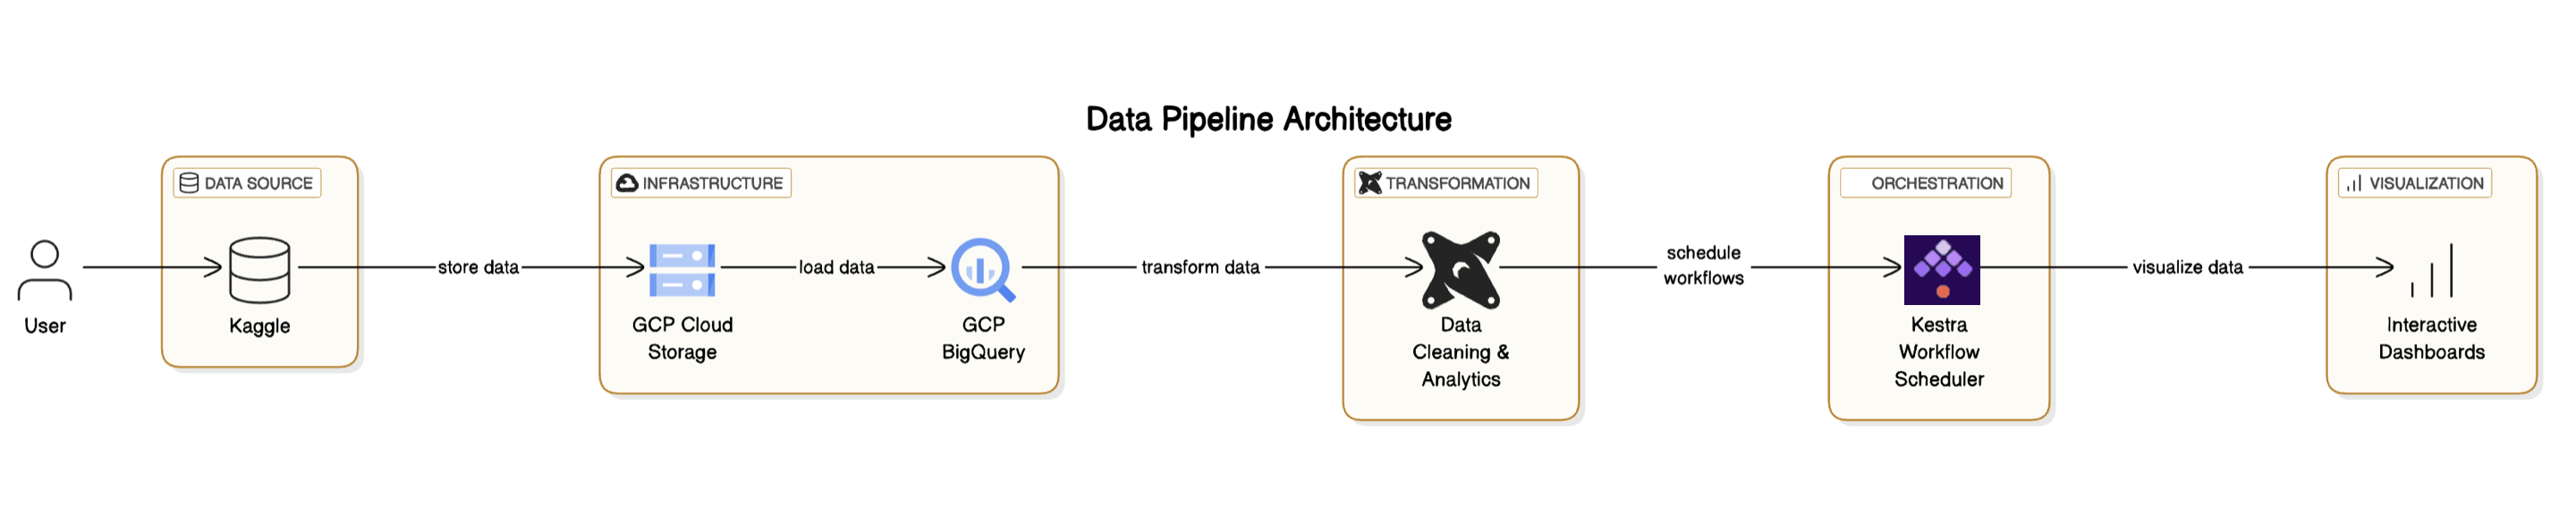 Data Pipeline Architecture
DATA SOURCE
INFRASTRUCTURE
TRANSFORMATION
ORCHESTRATION
VISUALIZATION
User
Kaggle
store data
GCP Cloud
Storage
load data
GCP
BigQuery
transform data
Data
Cleaning &
Analytics
schedule
workflows
Kestra
Workflow
Scheduler
visualize data
Interactive
Dashboards